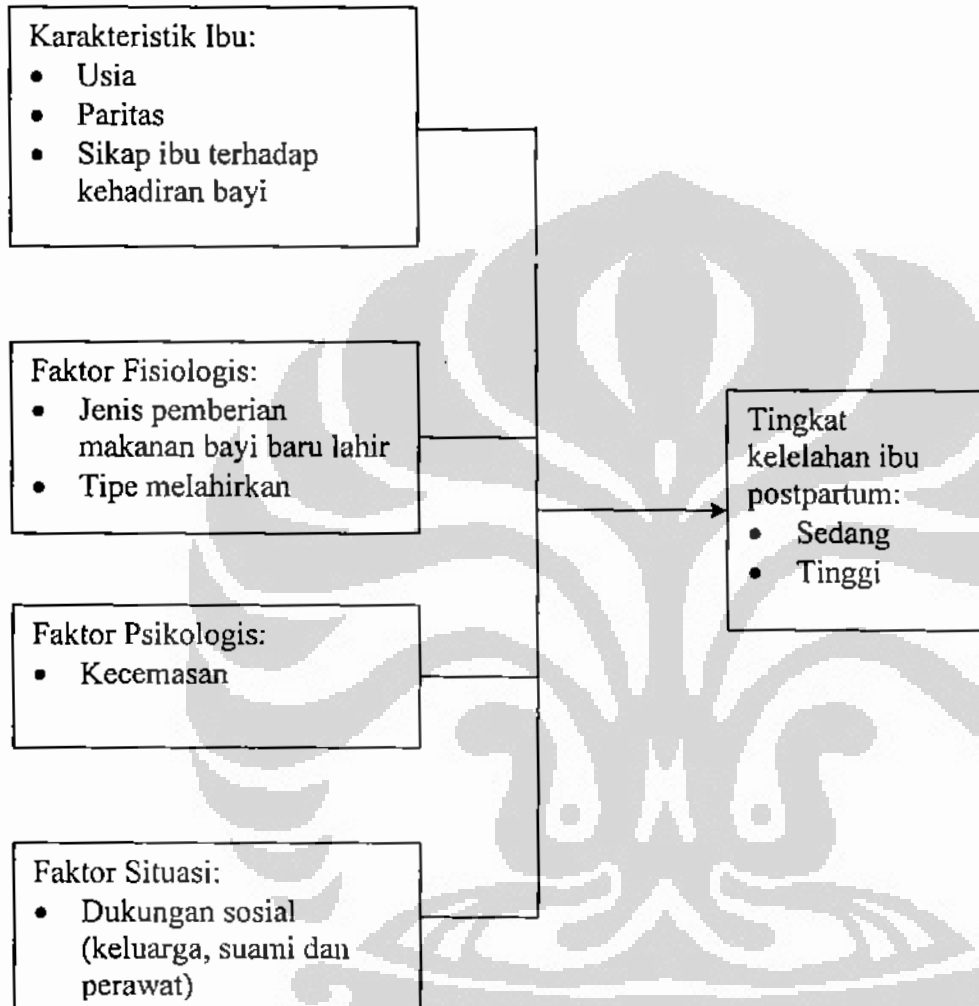 Karakteristik Ibu:
• Usia
• Paritas
• Sikap ibu terhadap
kehadiran bayi
Faktor Fisiologis:
• Jenis pemberian
makanan bayi baru lahir
• Tipe melahirkan
Faktor Psikologis:
• Kecemasan
Faktor Situasi:
• Dukungan sosial
(keluarga, suami dan
perawat)
Tingkat
kelelahan ibu
postpartum:
• Sedang
• Tinggi